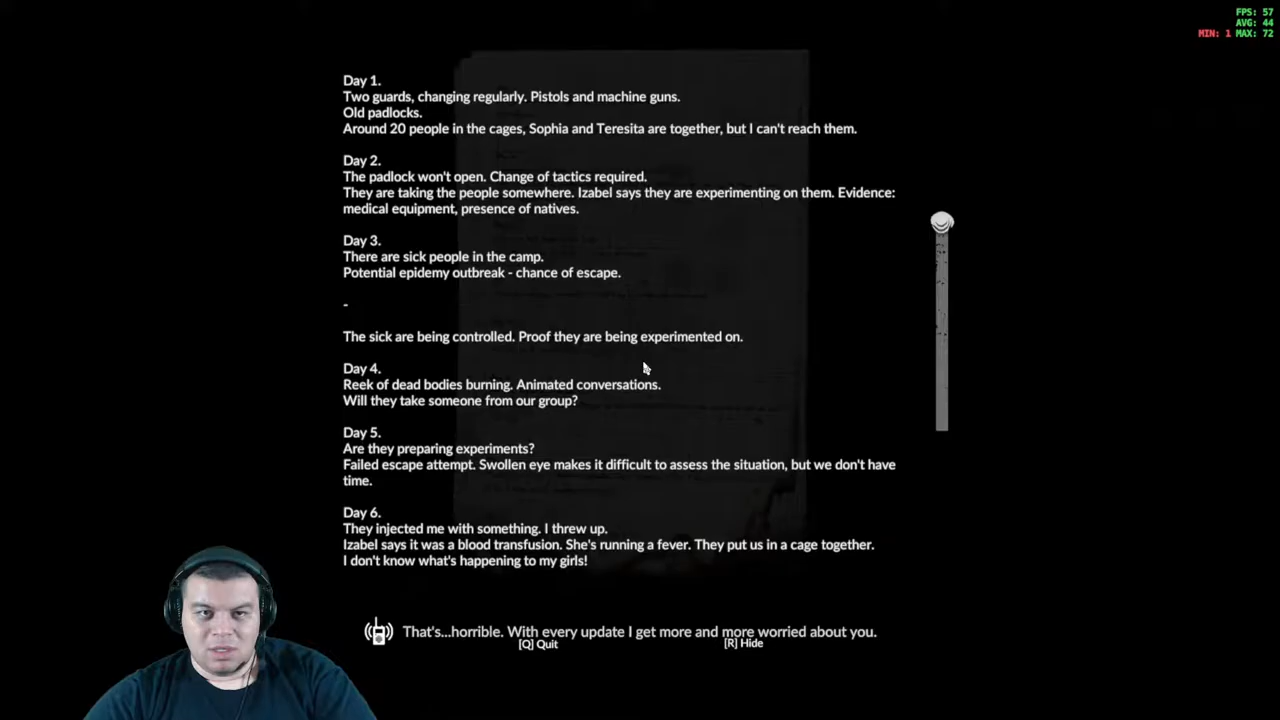 FPS: 57
AVG: 44
MIN: 1 MAX: 72
Day 1.
Two guards, changing regularly. Pistols and machine guns.
Old padlocks.
Around 20 people in the cages, Sophia and Teresita are together, but I can't reach them.
Day 2.
The padlock won't open. Change of tactics required.
They are taking the people somewhere. Izabel says they are experimenting on them. Evidence:
medical equipment, presence of natives.
Day 3.
There are sick people in the camp.
Potential epidemy outbreak - chance of escape.
-
The sick are being controlled. Proof they are being experimented on.
Day 4.
Reek of dead bodies burning. Animated conversations.
Will they take someone from our group?
Day 5.
Are they preparing experiments?
Failed escape attempt. Swollen eye makes it difficult to assess the situation, but we don't have
time.
Day 6.
They injected me with something. I threw up.
Izabel says it was a blood transfusion. She's running a fever. They put us in a cage together.
I don't know what's happening to my girls!
That's...horrible. With every update I get more and more worried about you.
[Q] Quit [R] Hide